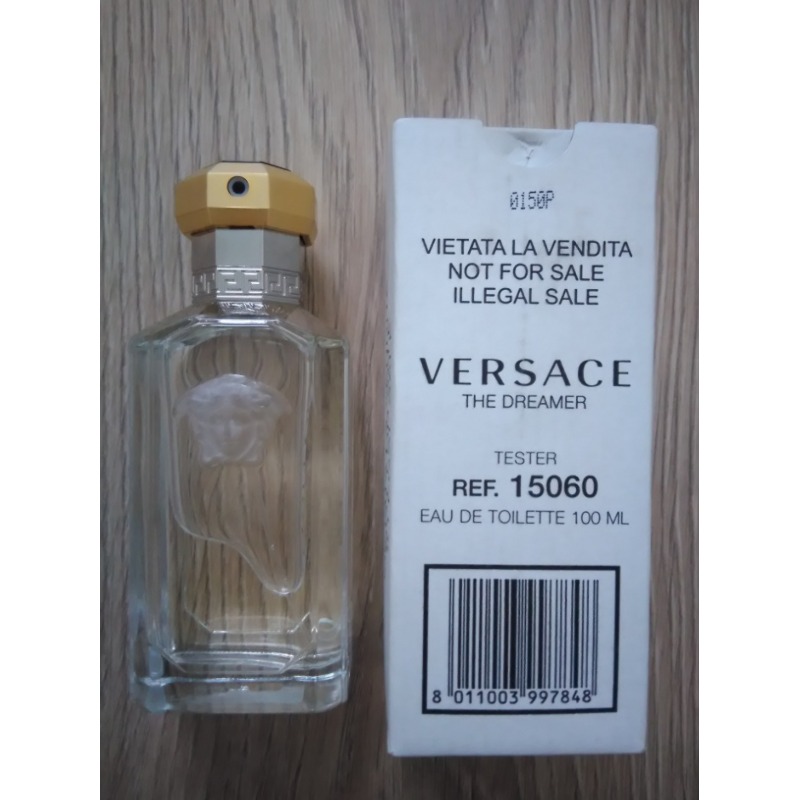 0150P
VIETATA LA VENDITA
NOT FOR SALE
ILLEGAL SALE
VERSACE
THE DREAMER
TESTER
REF. 15060
EAU DE TOILETTE 100 ML
8 011003 997848